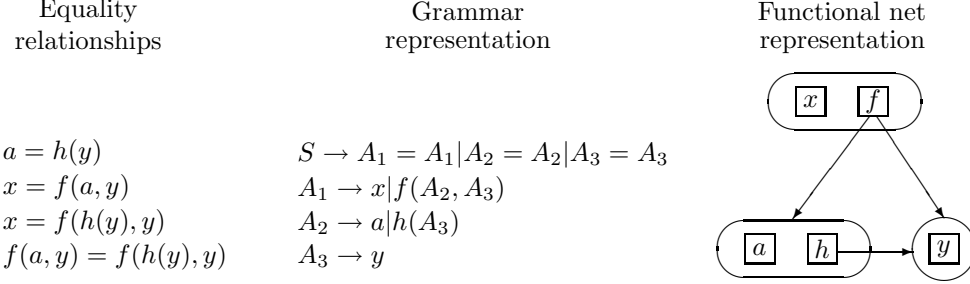 Equality
relationships
a = h(y)
x = f(a, y)
x = f(h(y), y)
f(a, y) = f(h(y), y)
Grammar
representation
S → A₁ = A₁|A₂ = A₂|A₃ = A₃
A₁ → x|f(A₂, A₃)
A₂ → a|h(A₃)
A₃ → y
Functional net
representation
x f
a h y